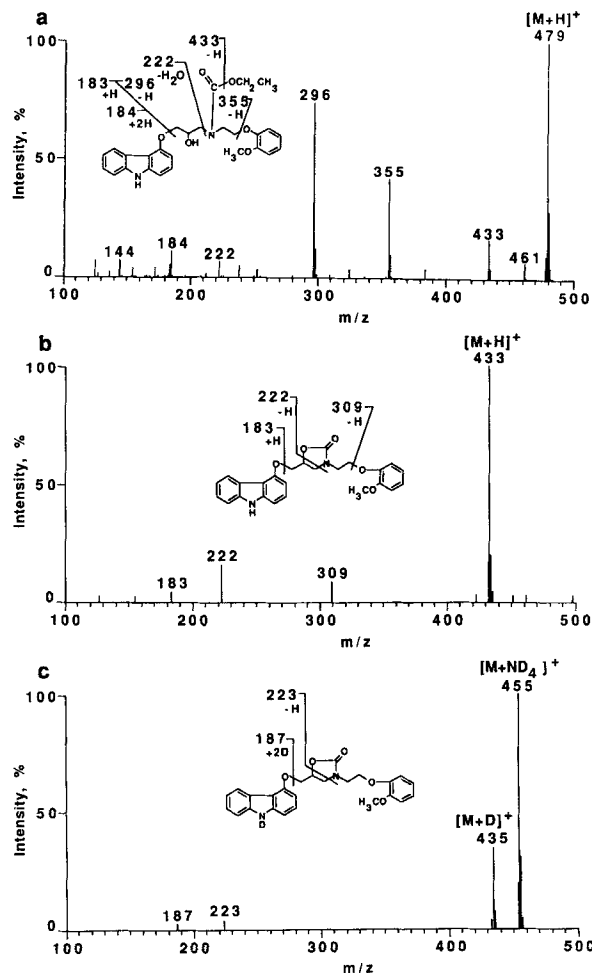 a
[M+H]+
479
100
50
0
Intensity, %
433
-H
222
-H2O
183
+H
296
-H
184
+2H
355
-H
O
C
OCH2CH3
O
OH
N
O
H3CO
N
H
296
355
433
461
144
184
222
100
200
300
400
500
m/z
b
[M+H]+
433
100
50
0
Intensity, %
222
-H
183
+H
309
-H
O
O
O
N
O
H3CO
N
H
183
222
309
100
200
300
400
500
m/z
c
[M+ND4]+
455
[M+D]+
435
100
50
0
Intensity, %
223
-H
187
+2D
O
O
O
N
O
H3CO
N
D
187
223
100
200
300
400
500
m/z